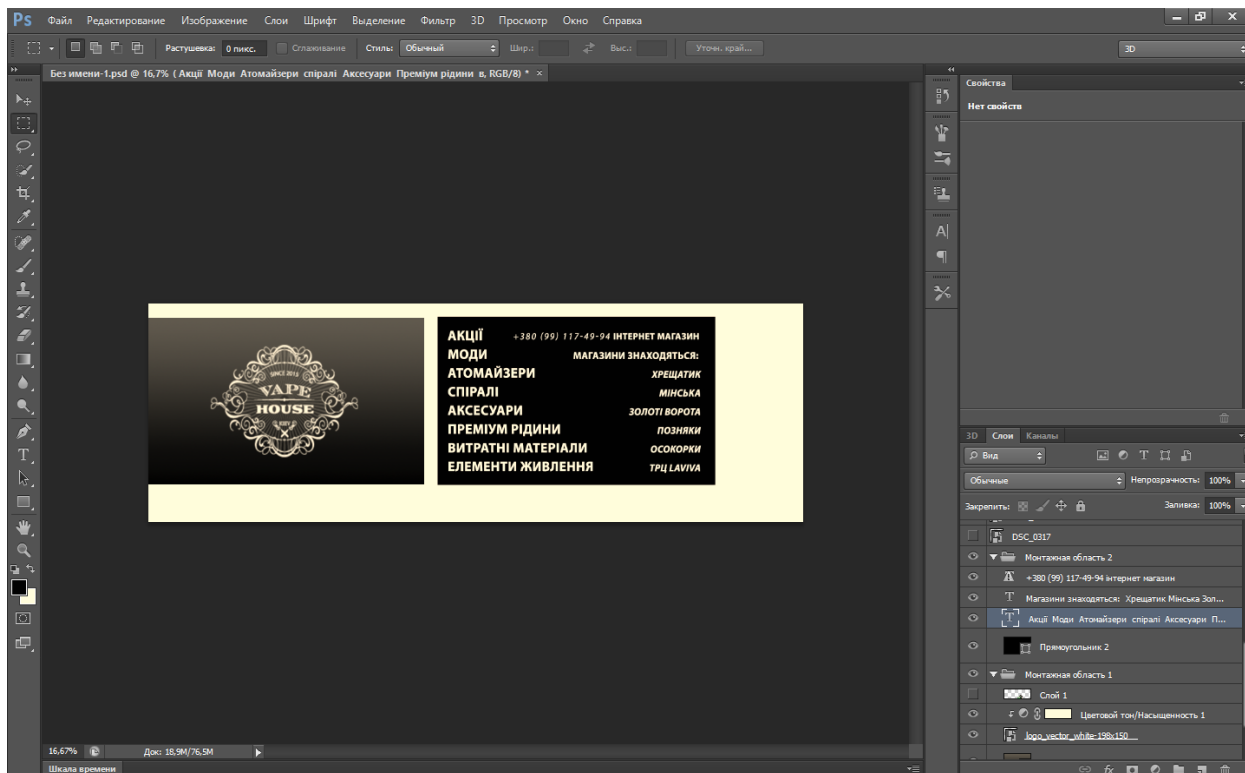 Ps Файл Редактирование Изображение Слои Шрифт Выделение Фильтр 3D Просмотр Окно Справка
Растушевка: 0 пикс. Сглаживание Стиль: Обычный Шир.: Выс.: Уточн. край... 3D
Без имени-1.psd @ 16,7% ( Акції Моди Атомайзери спіралі Аксесуари Преміум рідини в, RGB/8) * ×
Свойства
Нет свойств
SINCE 2013
VAPE
HOUSE
KIEV
АКЦІЇ
МОДИ
АТОМАЙЗЕРИ
СПІРАЛІ
АКСЕСУАРИ
ПРЕМІУМ РІДИНИ
ВИТРАТНІ МАТЕРІАЛИ
ЕЛЕМЕНТИ ЖИВЛЕННЯ
+380 (99) 117-49-94 ІНТЕРНЕТ МАГАЗИН
МАГАЗИНИ ЗНАХОДЯТЬСЯ:
ХРЕЩАТИК
МІНСЬКА
ЗОЛОТІ ВОРОТА
ПОЗНЯКИ
ОСОКОРКИ
ТРЦ LAVIVA
3D Слои Каналы
Вид
Обычные Непрозрачность: 100%
Закрепить: Заливка: 100%
DSC_0317
Монтажная область 2
+380 (99) 117-49-94 інтернет магазин
Магазини знаходяться: Хрещатик Мінська Зол...
Акції Моди Атомайзери спіралі Аксесуари П...
Прямоугольник 2
Монтажная область 1
Слой 1
Цветовой тон/Насыщенность 1
logo_vector_white-198x150
16,67% Док: 18,9M/76,5M
Шкала времени